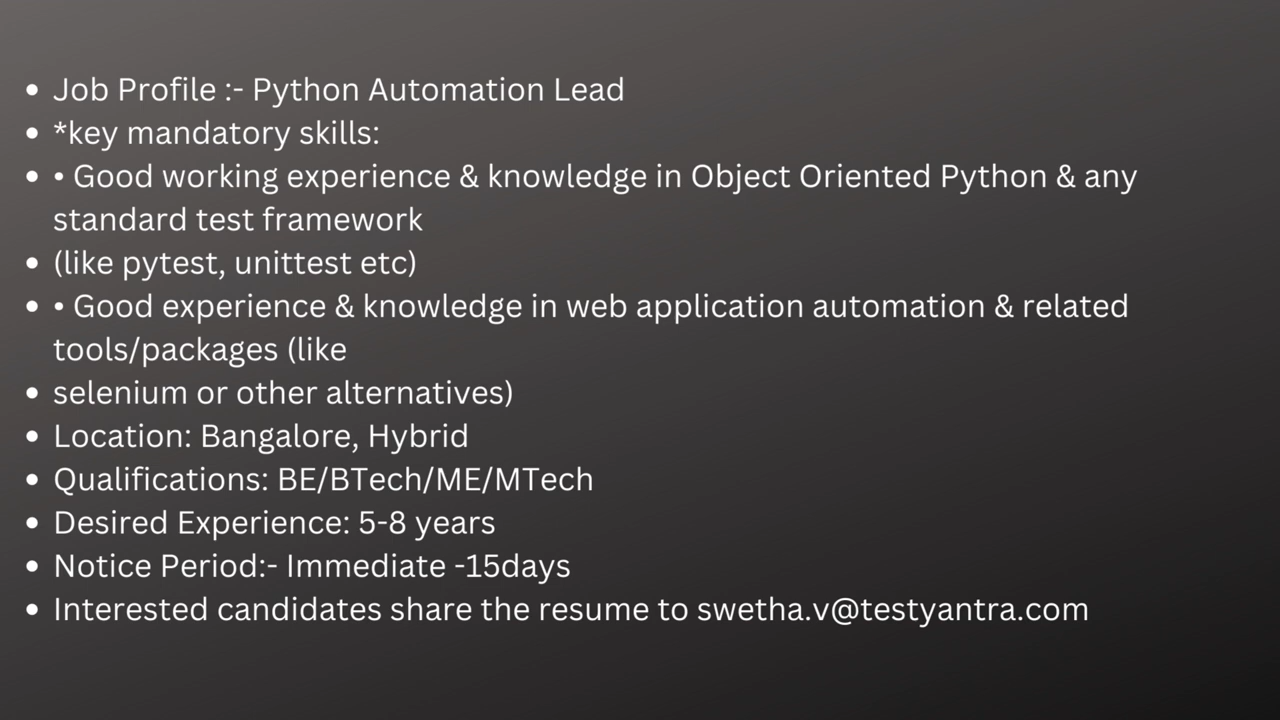 • Job Profile :- Python Automation Lead
• *key mandatory skills:
• • Good working experience & knowledge in Object Oriented Python & any
standard test framework
• (like pytest, unittest etc)
• • Good experience & knowledge in web application automation & related
tools/packages (like
• selenium or other alternatives)
• Location: Bangalore, Hybrid
• Qualifications: BE/BTech/ME/MTech
• Desired Experience: 5-8 years
• Notice Period:- Immediate -15days
• Interested candidates share the resume to swetha.v@testyantra.com